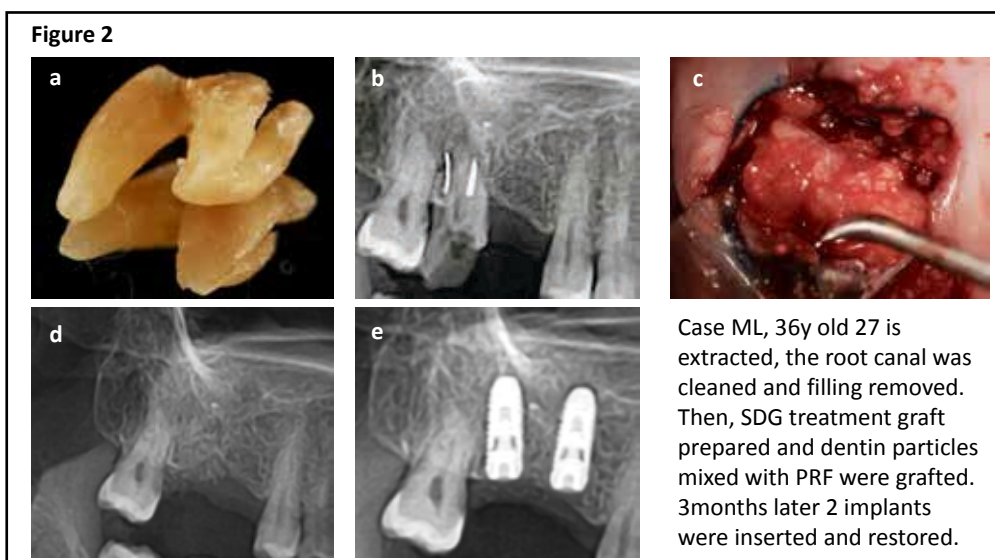 Figure 2
a
b
c
d
e
Case ML, 36y old 27 is
extracted, the root canal was
cleaned and filling removed.
Then, SDG treatment graft
prepared and dentin particles
mixed with PRF were grafted.
3months later 2 implants
were inserted and restored.